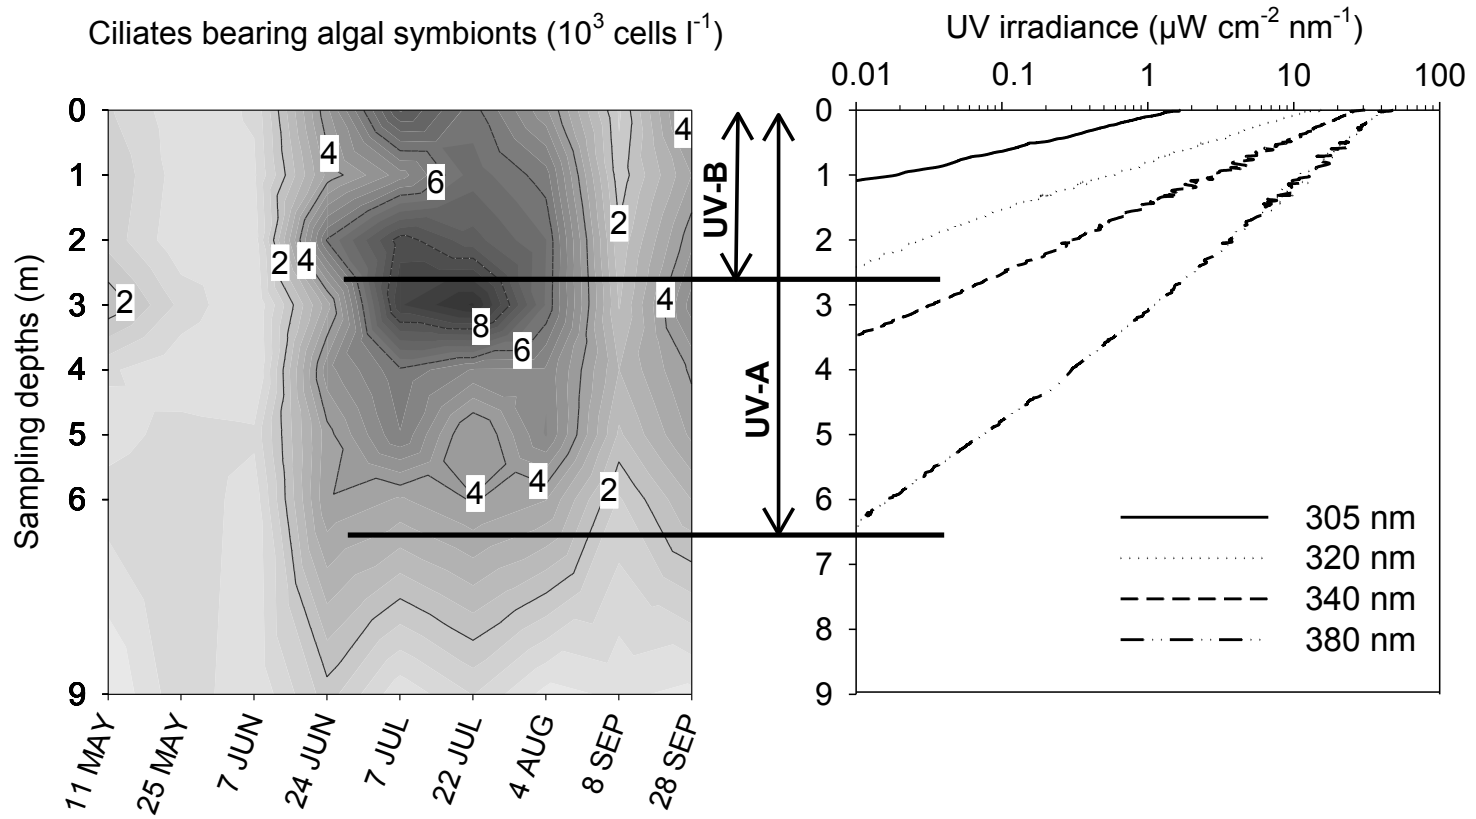 Ciliates bearing algal symbionts (10³ cells l⁻¹)
UV irradiance (µW cm⁻² nm⁻¹)
0.01 0.1 1 10 100
Sampling depths (m)
0
1
2
3
4
5
6
9
4
4
6
2
2
4
2
4
8
6
4
4
2
11 MAY
25 MAY
7 JUN
24 JUN
7 JUL
22 JUL
4 AUG
8 SEP
28 SEP
UV-B
UV-A
0
1
2
3
4
5
6
7
8
9
305 nm
320 nm
340 nm
380 nm